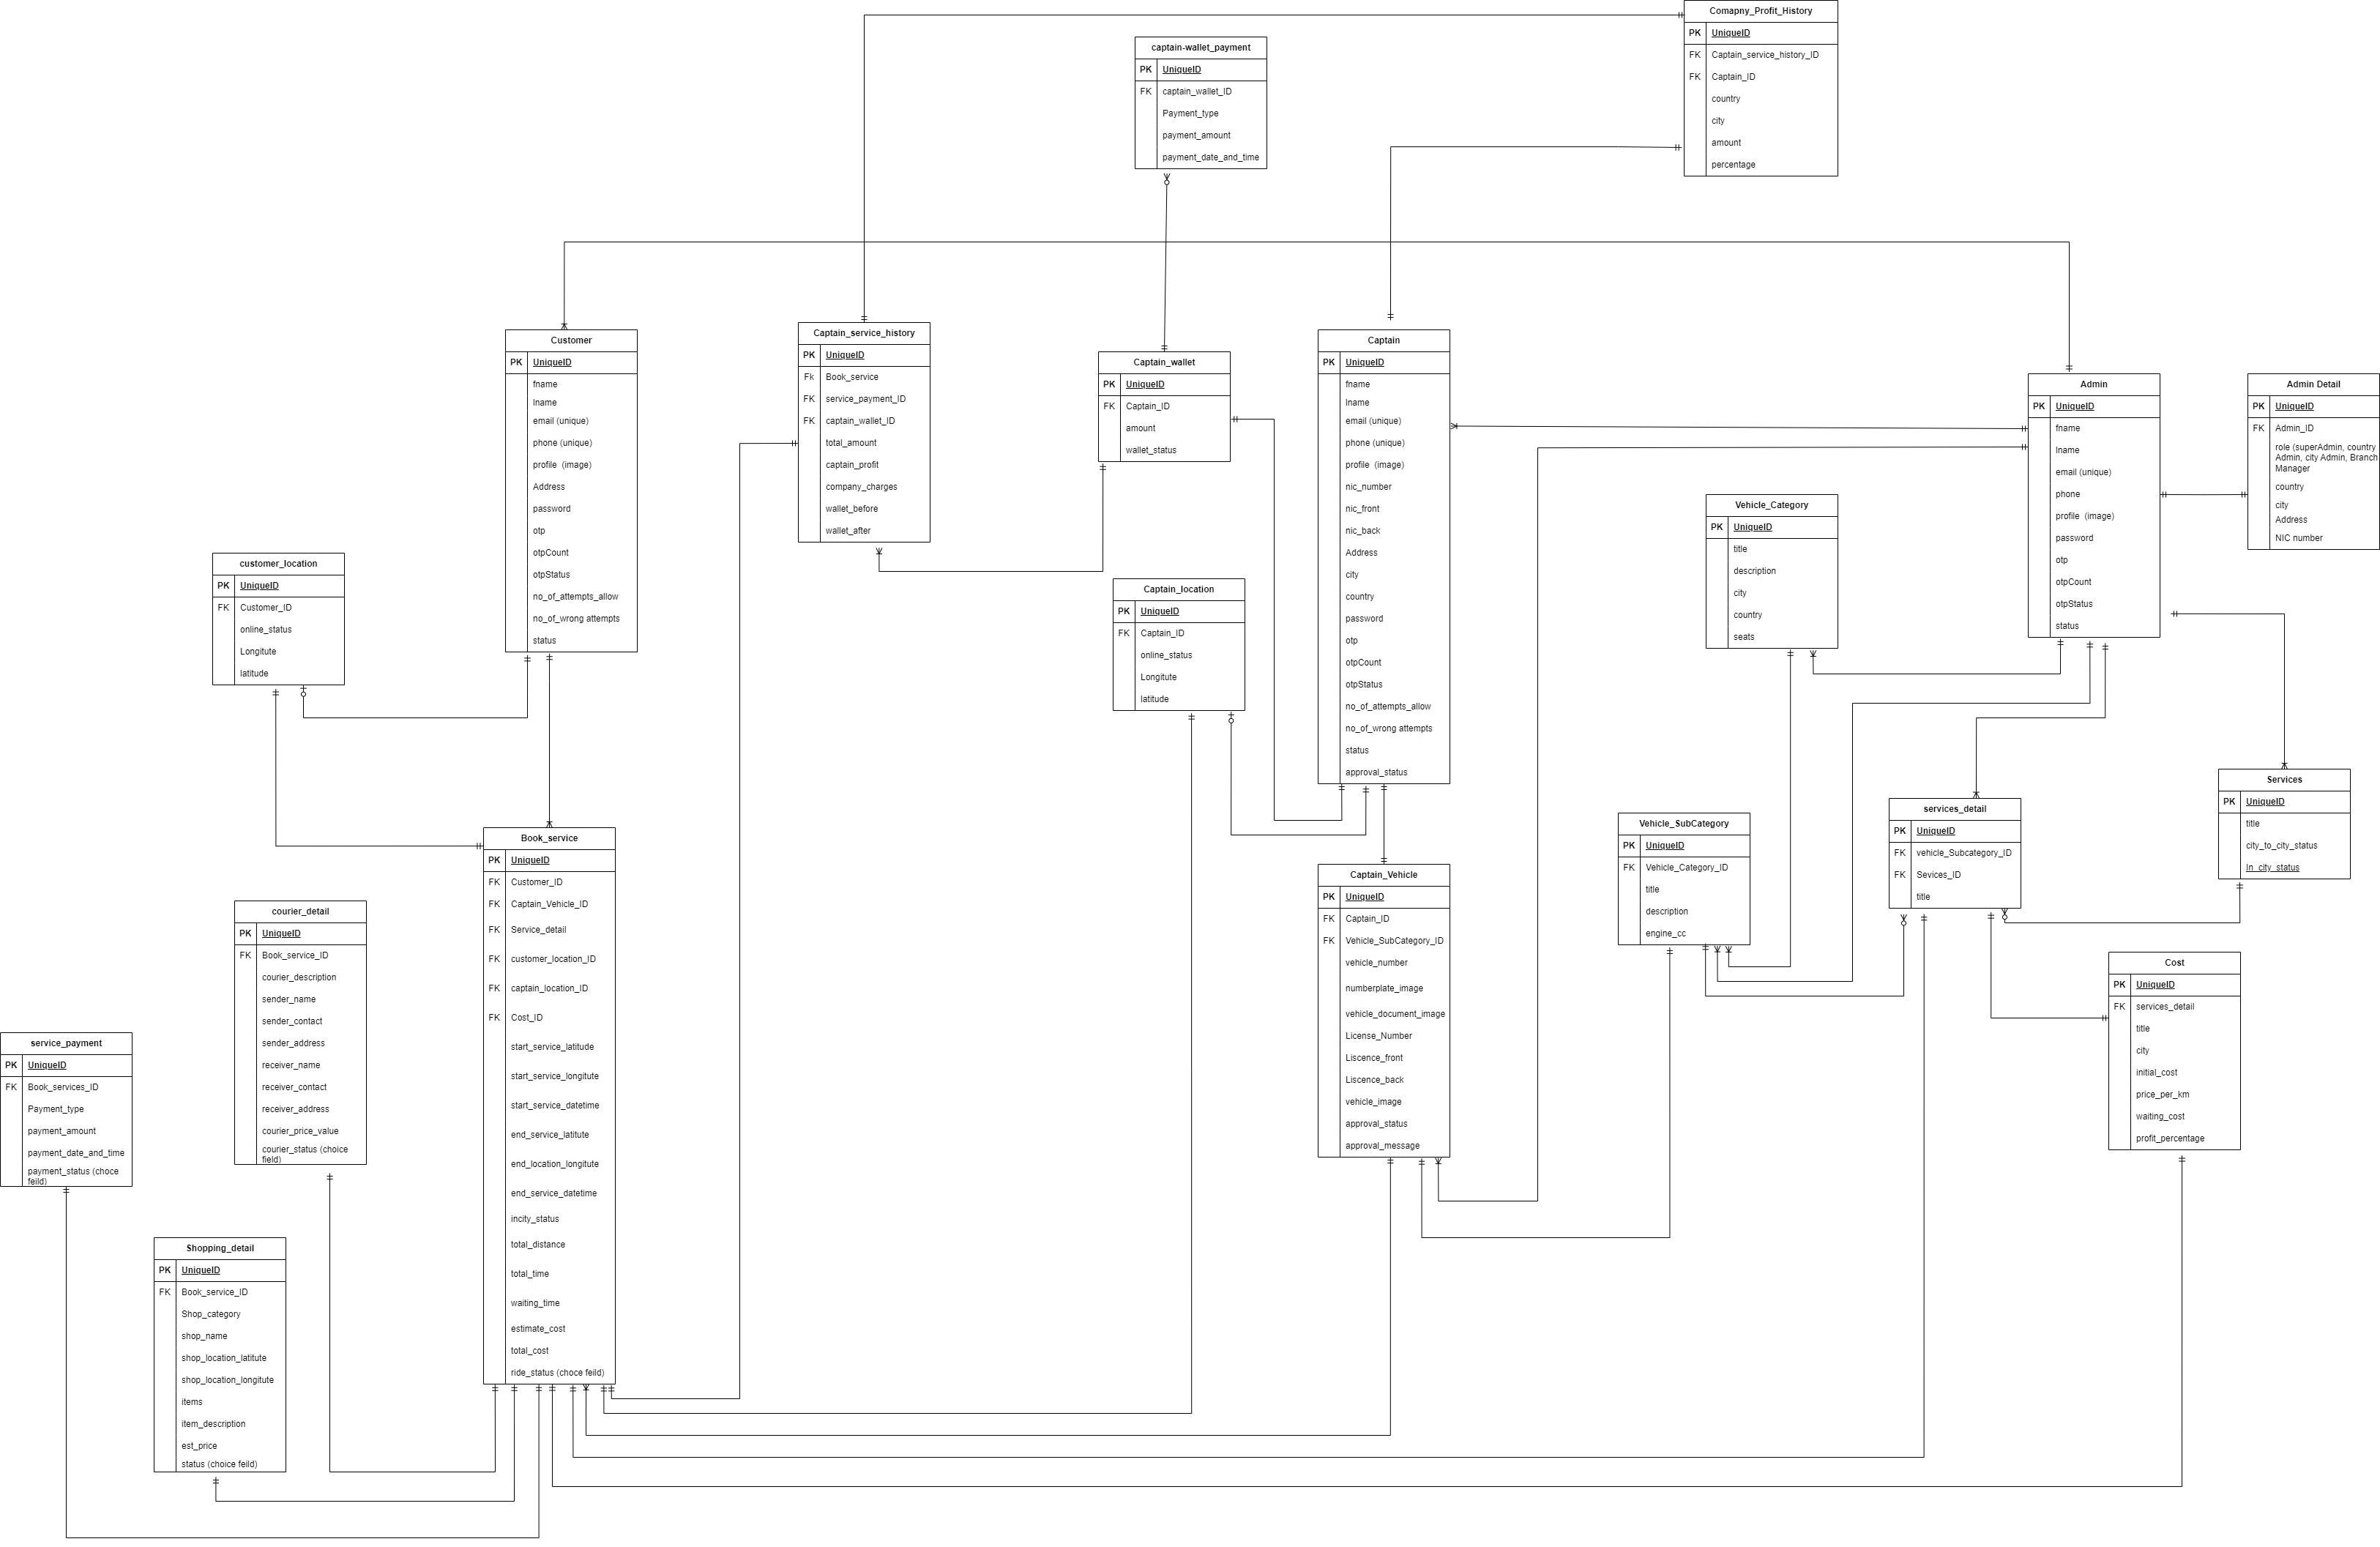 Comapny_Profit_History
PK UniqueID
FK Captain_service_history_ID
FK Captain_ID
country
city
amount
percentage
captain-wallet_payment
PK UniqueID
FK captain_wallet_ID
Payment_type
payment_amount
payment_date_and_time
Customer
PK UniqueID
fname
lname
email (unique)
phone (unique)
profile (image)
Address
password
otp
otpCount
otpStatus
no_of_attempts_allow
no_of_wrong attempts
status
Captain_service_history
PK UniqueID
Fk Book_service
FK service_payment_ID
FK captain_wallet_ID
total_amount
captain_profit
company_charges
wallet_before
wallet_after
Captain_wallet
PK UniqueID
FK Captain_ID
amount
wallet_status
Captain
PK UniqueID
fname
lname
email (unique)
phone (unique)
profile (image)
nic_number
nic_front
nic_back
Address
city
country
password
otp
otpCount
otpStatus
no_of_attempts_allow
no_of_wrong attempts
status
approval_status
Admin
PK UniqueID
fname
lname
email (unique)
phone
profile (image)
password
otp
otpCount
otpStatus
status
Admin Detail
PK UniqueID
FK Admin_ID
role (superAdmin, country
Admin, city Admin, Branch
Manager
country
city
Address
NIC number
Vehicle_Category
PK UniqueID
title
description
city
country
seats
customer_location
PK UniqueID
FK Customer_ID
online_status
Longitute
latitude
Captain_location
PK UniqueID
FK Captain_ID
online_status
Longitute
latitude
Services
PK UniqueID
title
city_to_city_status
In_city_status
services_detail
PK UniqueID
FK vehicle_Subcategory_ID
FK Sevices_ID
title
Vehicle_SubCategory
PK UniqueID
FK Vehicle_Category_ID
title
description
engine_cc
Book_service
PK UniqueID
FK Customer_ID
FK Captain_Vehicle_ID
FK Service_detail
FK customer_location_ID
FK captain_location_ID
FK Cost_ID
start_service_latitude
start_service_longitute
start_service_datetime
end_service_latitute
end_location_longitute
end_service_datetime
incity_status
total_distance
total_time
waiting_time
estimate_cost
total_cost
ride_status (choce feild)
Captain_Vehicle
PK UniqueID
FK Captain_ID
FK Vehicle_SubCategory_ID
vehicle_number
numberplate_image
vehicle_document_image
License_Number
Liscence_front
Liscence_back
vehicle_image
approval_status
approval_message
courier_detail
PK UniqueID
FK Book_service_ID
courier_description
sender_name
sender_contact
sender_address
receiver_name
receiver_contact
receiver_address
courier_price_value
courier_status (choice
field)
Cost
PK UniqueID
FK services_detail
title
city
initial_cost
price_per_km
waiting_cost
profit_percentage
service_payment
PK UniqueID
FK Book_services_ID
Payment_type
payment_amount
payment_date_and_time
payment_status (choce
feild)
Shopping_detail
PK UniqueID
FK Book_service_ID
Shop_category
shop_name
shop_location_latitute
shop_location_longitute
items
item_description
est_price
status (choice feild)